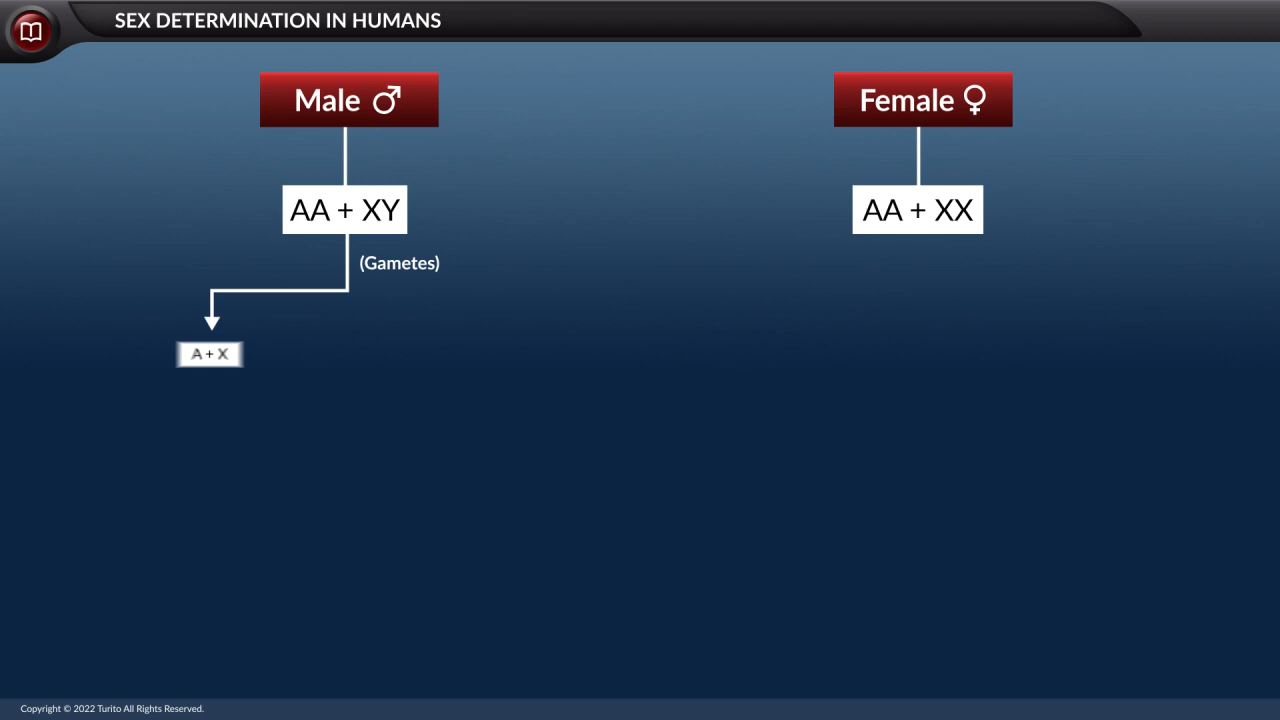 SEX DETERMINATION IN HUMANS
Male ♂
Female ♀
AA + XY
AA + XX
(Gametes)
A + X
Copyright © 2022 Turito All Rights Reserved.